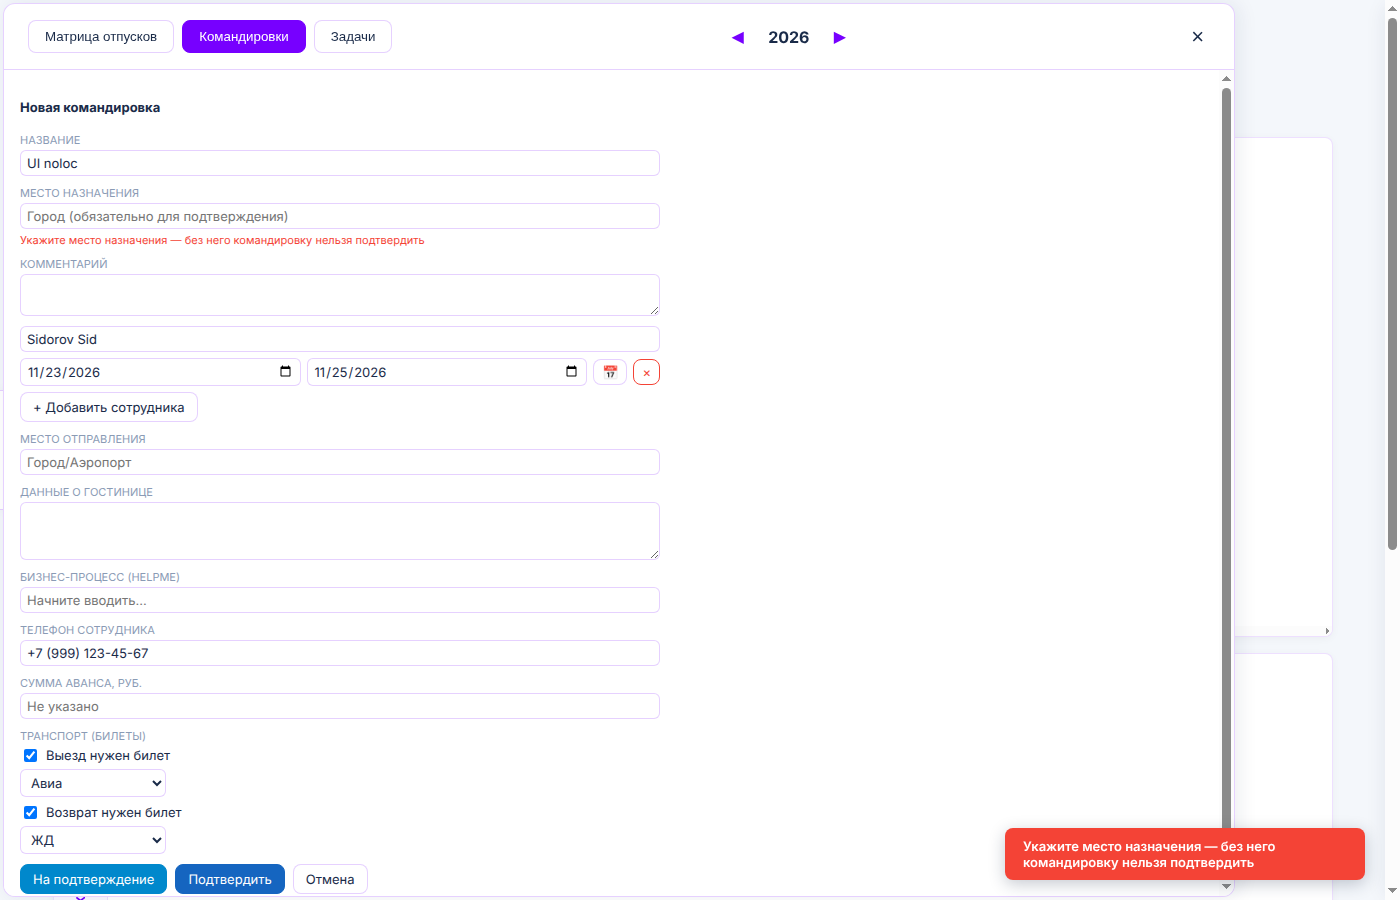 Матрица отпусков
Командировки
Задачи
◀ 2026 ▶
×
Новая командировка
НАЗВАНИЕ
UI noloc
МЕСТО НАЗНАЧЕНИЯ
Город (обязательно для подтверждения)
Укажите место назначения — без него командировку нельзя подтвердить
КОММЕНТАРИЙ
Sidorov Sid
11/23/2026
11/25/2026
×
+ Добавить сотрудника
МЕСТО ОТПРАВЛЕНИЯ
Город/Аэропорт
ДАННЫЕ О ГОСТИНИЦЕ
БИЗНЕС-ПРОЦЕСС (HELPME)
Начните вводить...
ТЕЛЕФОН СОТРУДНИКА
+7 (999) 123-45-67
СУММА АВАНСА, РУБ.
Не указано
ТРАНСПОРТ (БИЛЕТЫ)
Выезд нужен билет
Авиа
Возврат нужен билет
ЖД
На подтверждение
Подтвердить
Отмена
Укажите место назначения — без него
командировку нельзя подтвердить